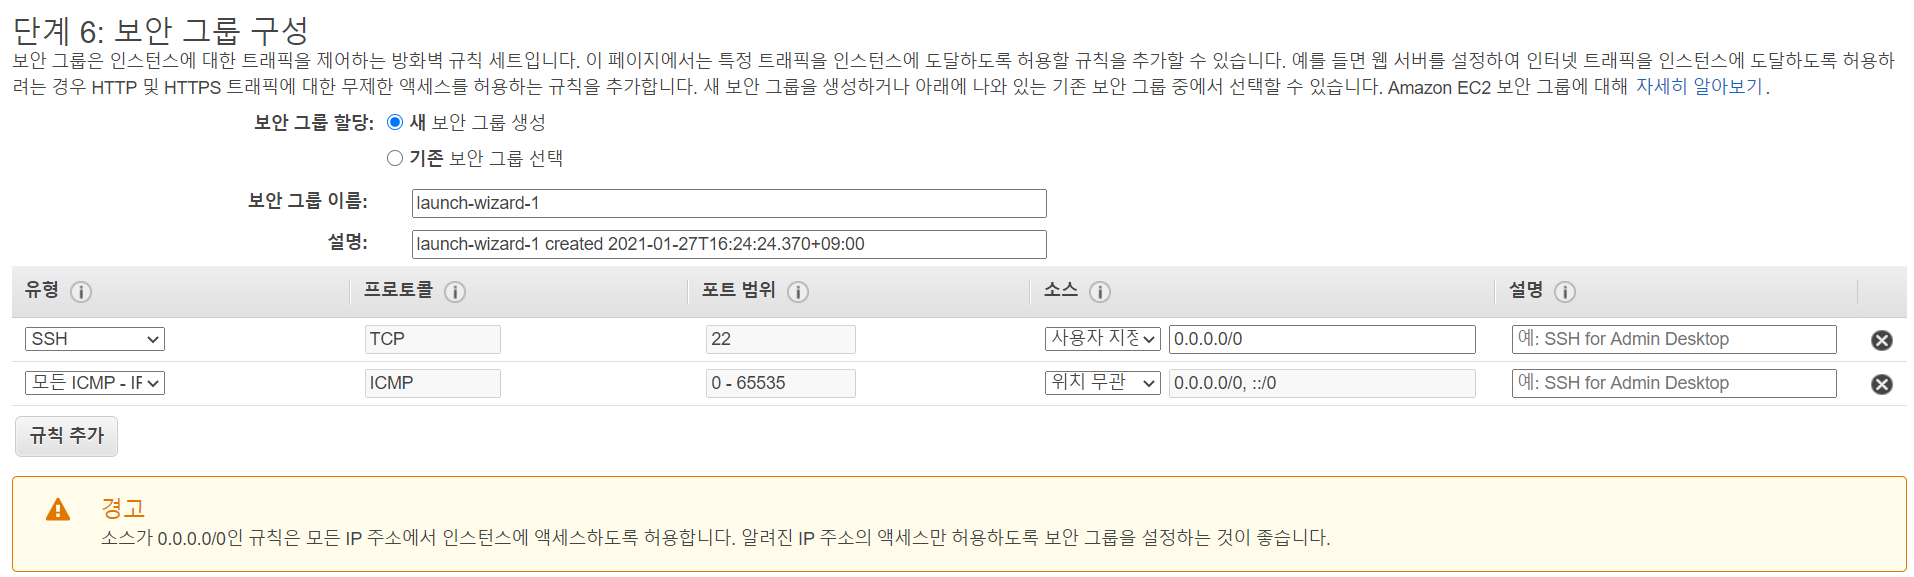 단계 6: 보안 그룹 구성
보안 그룹은 인스턴스에 대한 트래픽을 제어하는 방화벽 규칙 세트입니다. 이 페이지에서는 특정 트래픽을 인스턴스에 도달하도록 허용할 규칙을 추가할 수 있습니다. 예를 들면 웹 서버를 설정하여 인터넷 트래픽을 인스턴스에 도달하도록 허용하
려는 경우 HTTP 및 HTTPS 트래픽에 대한 무제한 액세스를 허용하는 규칙을 추가합니다. 새 보안 그룹을 생성하거나 아래에 나와 있는 기존 보안 그룹 중에서 선택할 수 있습니다. Amazon EC2 보안 그룹에 대해 자세히 알아보기.
보안 그룹 할당: 새 보안 그룹 생성
기존 보안 그룹 선택
보안 그룹 이름: launch-wizard-1
설명: launch-wizard-1 created 2021-01-27T16:24:24.370+09:00
유형 프로토콜 포트 범위 소스 설명
SSH TCP 22 사용자 지정 0.0.0.0/0 예: SSH for Admin Desktop
모든 ICMP - IF ICMP 0 - 65535 위치 무관 0.0.0.0/0, ::/0 예: SSH for Admin Desktop
규칙 추가
경고
소스가 0.0.0.0/0인 규칙은 모든 IP 주소에서 인스턴스에 액세스하도록 허용합니다. 알려진 IP 주소의 액세스만 허용하도록 보안 그룹을 설정하는 것이 좋습니다.